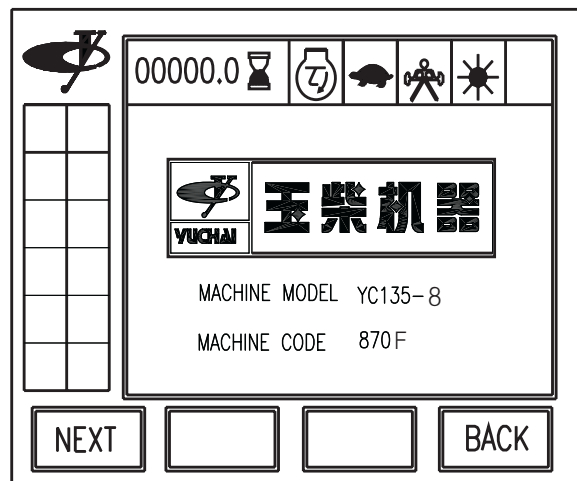 00000.0
玉柴机器
YUCHAI
MACHINE MODEL YC135-8
MACHINE CODE 870F
NEXT
BACK